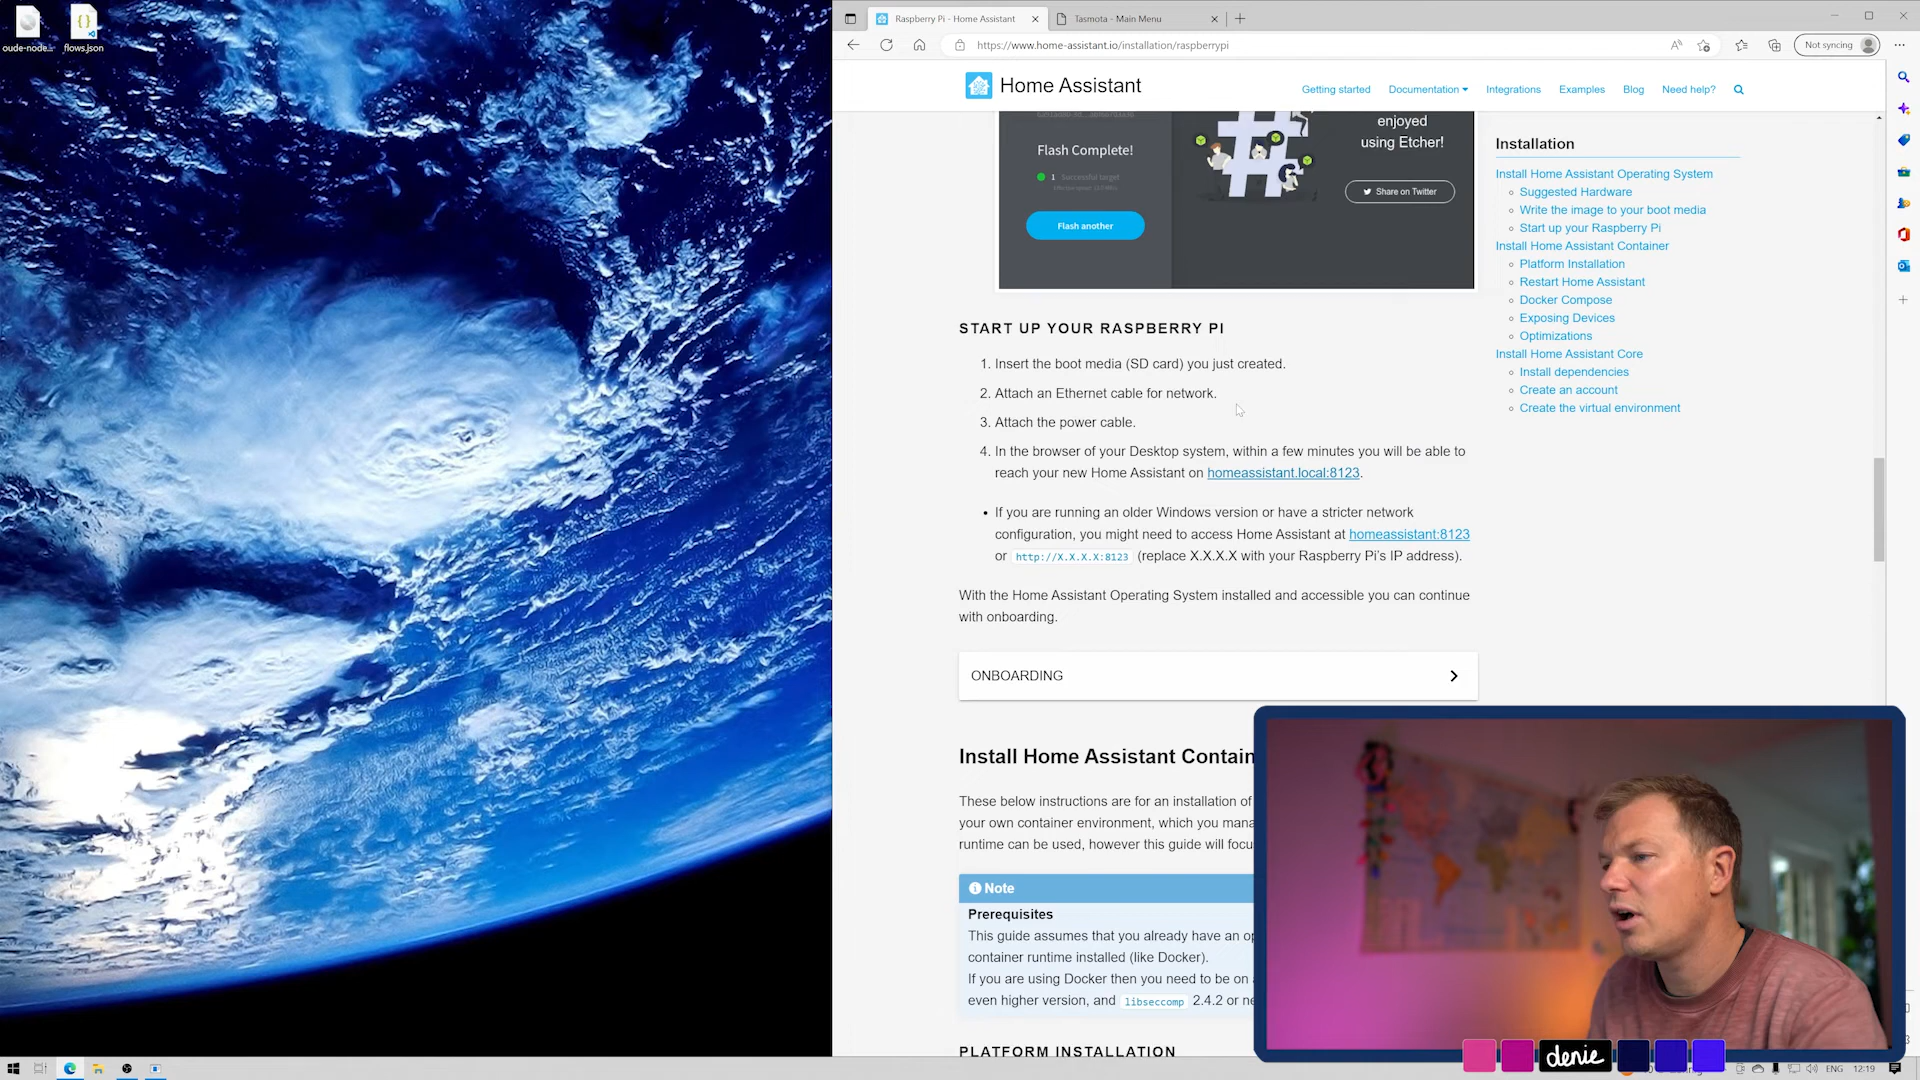 oude-node...
flows.json
Raspberry Pi - Home Assistant
Tasmota - Main Menu
https://www.home-assistant.io/installation/raspberrypi
Not syncing
Home Assistant
Getting started
Documentation
Integrations
Examples
Blog
Need help?
Flash Complete!
1 Successful target
Flash another
enjoyed
using Etcher!
Share on Twitter
START UP YOUR RASPBERRY PI
1. Insert the boot media (SD card) you just created.
2. Attach an Ethernet cable for network.
3. Attach the power cable.
4. In the browser of your Desktop system, within a few minutes you will be able to
reach your new Home Assistant on homeassistant.local:8123.
• If you are running an older Windows version or have a stricter network
configuration, you might need to access Home Assistant at homeassistant:8123
or http://X.X.X.X:8123 (replace X.X.X.X with your Raspberry Pi's IP address).
With the Home Assistant Operating System installed and accessible you can continue
with onboarding.
ONBOARDING
Install Home Assistant Contain
These below instructions are for an installation of
your own container environment, which you mana
runtime can be used, however this guide will focu
Note
Prerequisites
This guide assumes that you already have an op
container runtime installed (like Docker).
If you are using Docker then you need to be on a
even higher version, and libseccomp 2.4.2 or ne
PLATFORM INSTALLATION
Installation
Install Home Assistant Operating System
Suggested Hardware
Write the image to your boot media
Start up your Raspberry Pi
Install Home Assistant Container
Platform Installation
Restart Home Assistant
Docker Compose
Exposing Devices
Optimizations
Install Home Assistant Core
Install dependencies
Create an account
Create the virtual environment
denie
ENG
12:19